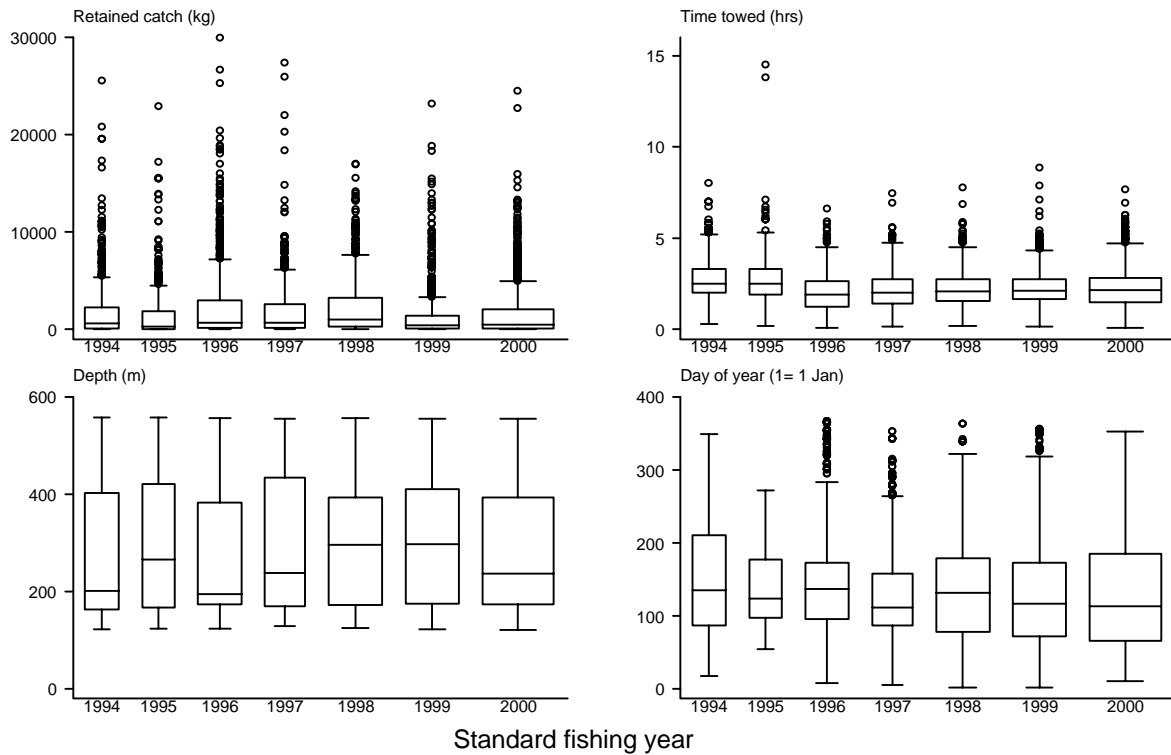 Retained catch (kg)
30000
20000
10000
0
1994 1995 1996 1997 1998 1999 2000
Time towed (hrs)
15
10
5
0
1994 1995 1996 1997 1998 1999 2000
Depth (m)
600
400
200
0
1994 1995 1996 1997 1998 1999 2000
Day of year (1= 1 Jan)
400
300
200
100
0
1994 1995 1996 1997 1998 1999 2000
Standard fishing year